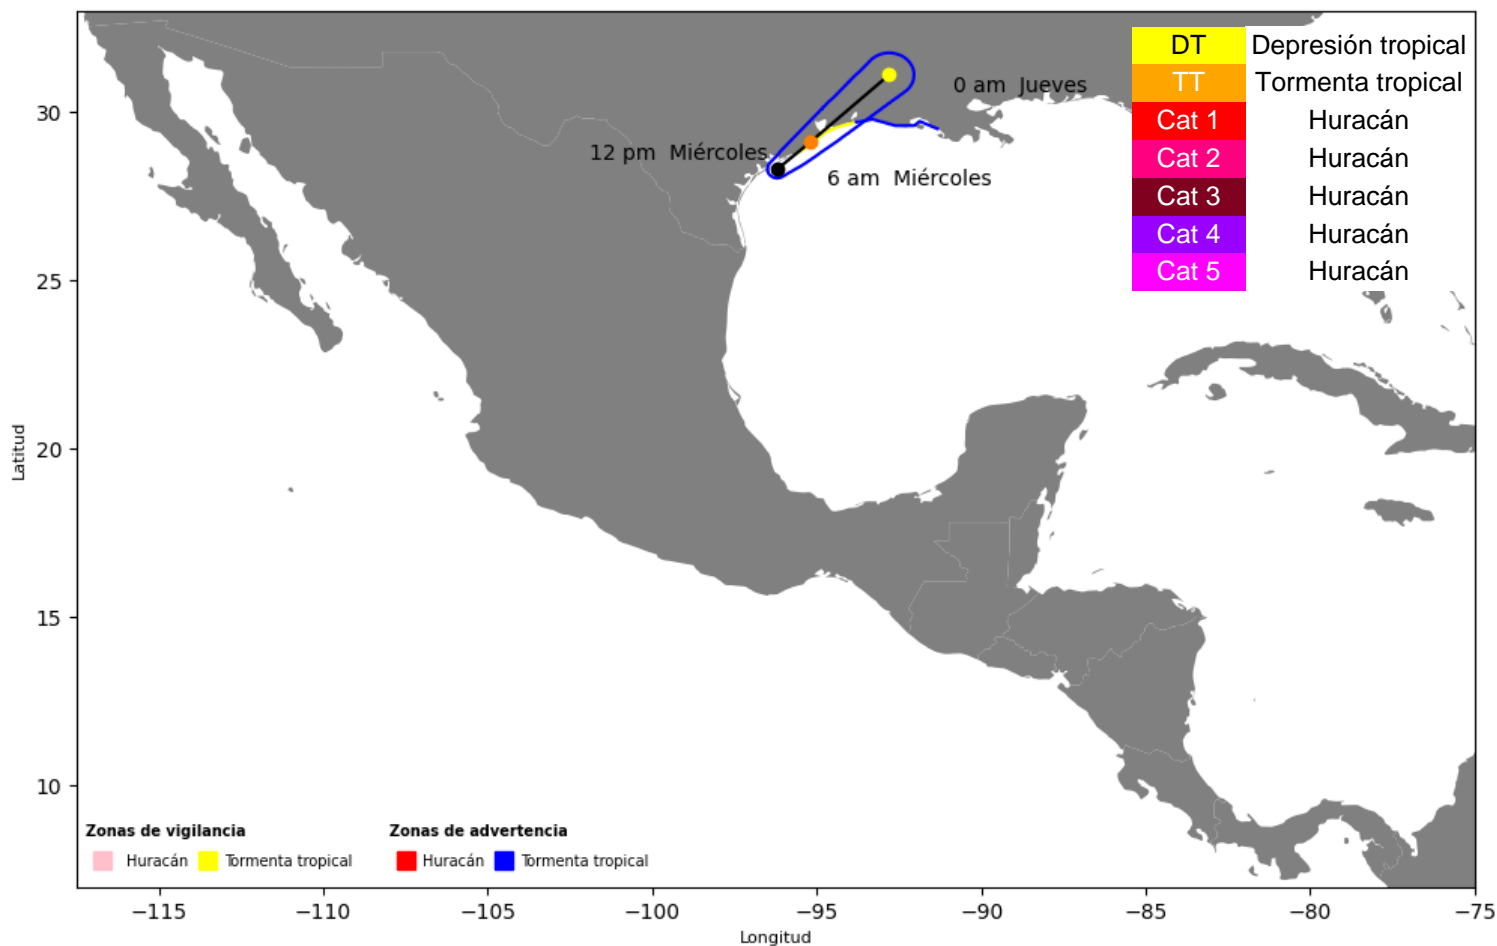 DT Depresión tropical
TT Tormenta tropical
Cat 1 Huracán
Cat 2 Huracán
Cat 3 Huracán
Cat 4 Huracán
Cat 5 Huracán
0 am  Jueves
12 pm  Miércoles
6 am  Miércoles
30
25
20
15
10
Latitud
Zonas de vigilancia
Huracán
Tormenta tropical
Zonas de advertencia
Huracán
Tormenta tropical
−115 −110 −105 −100 −95 −90 −85 −80 −75
Longitud